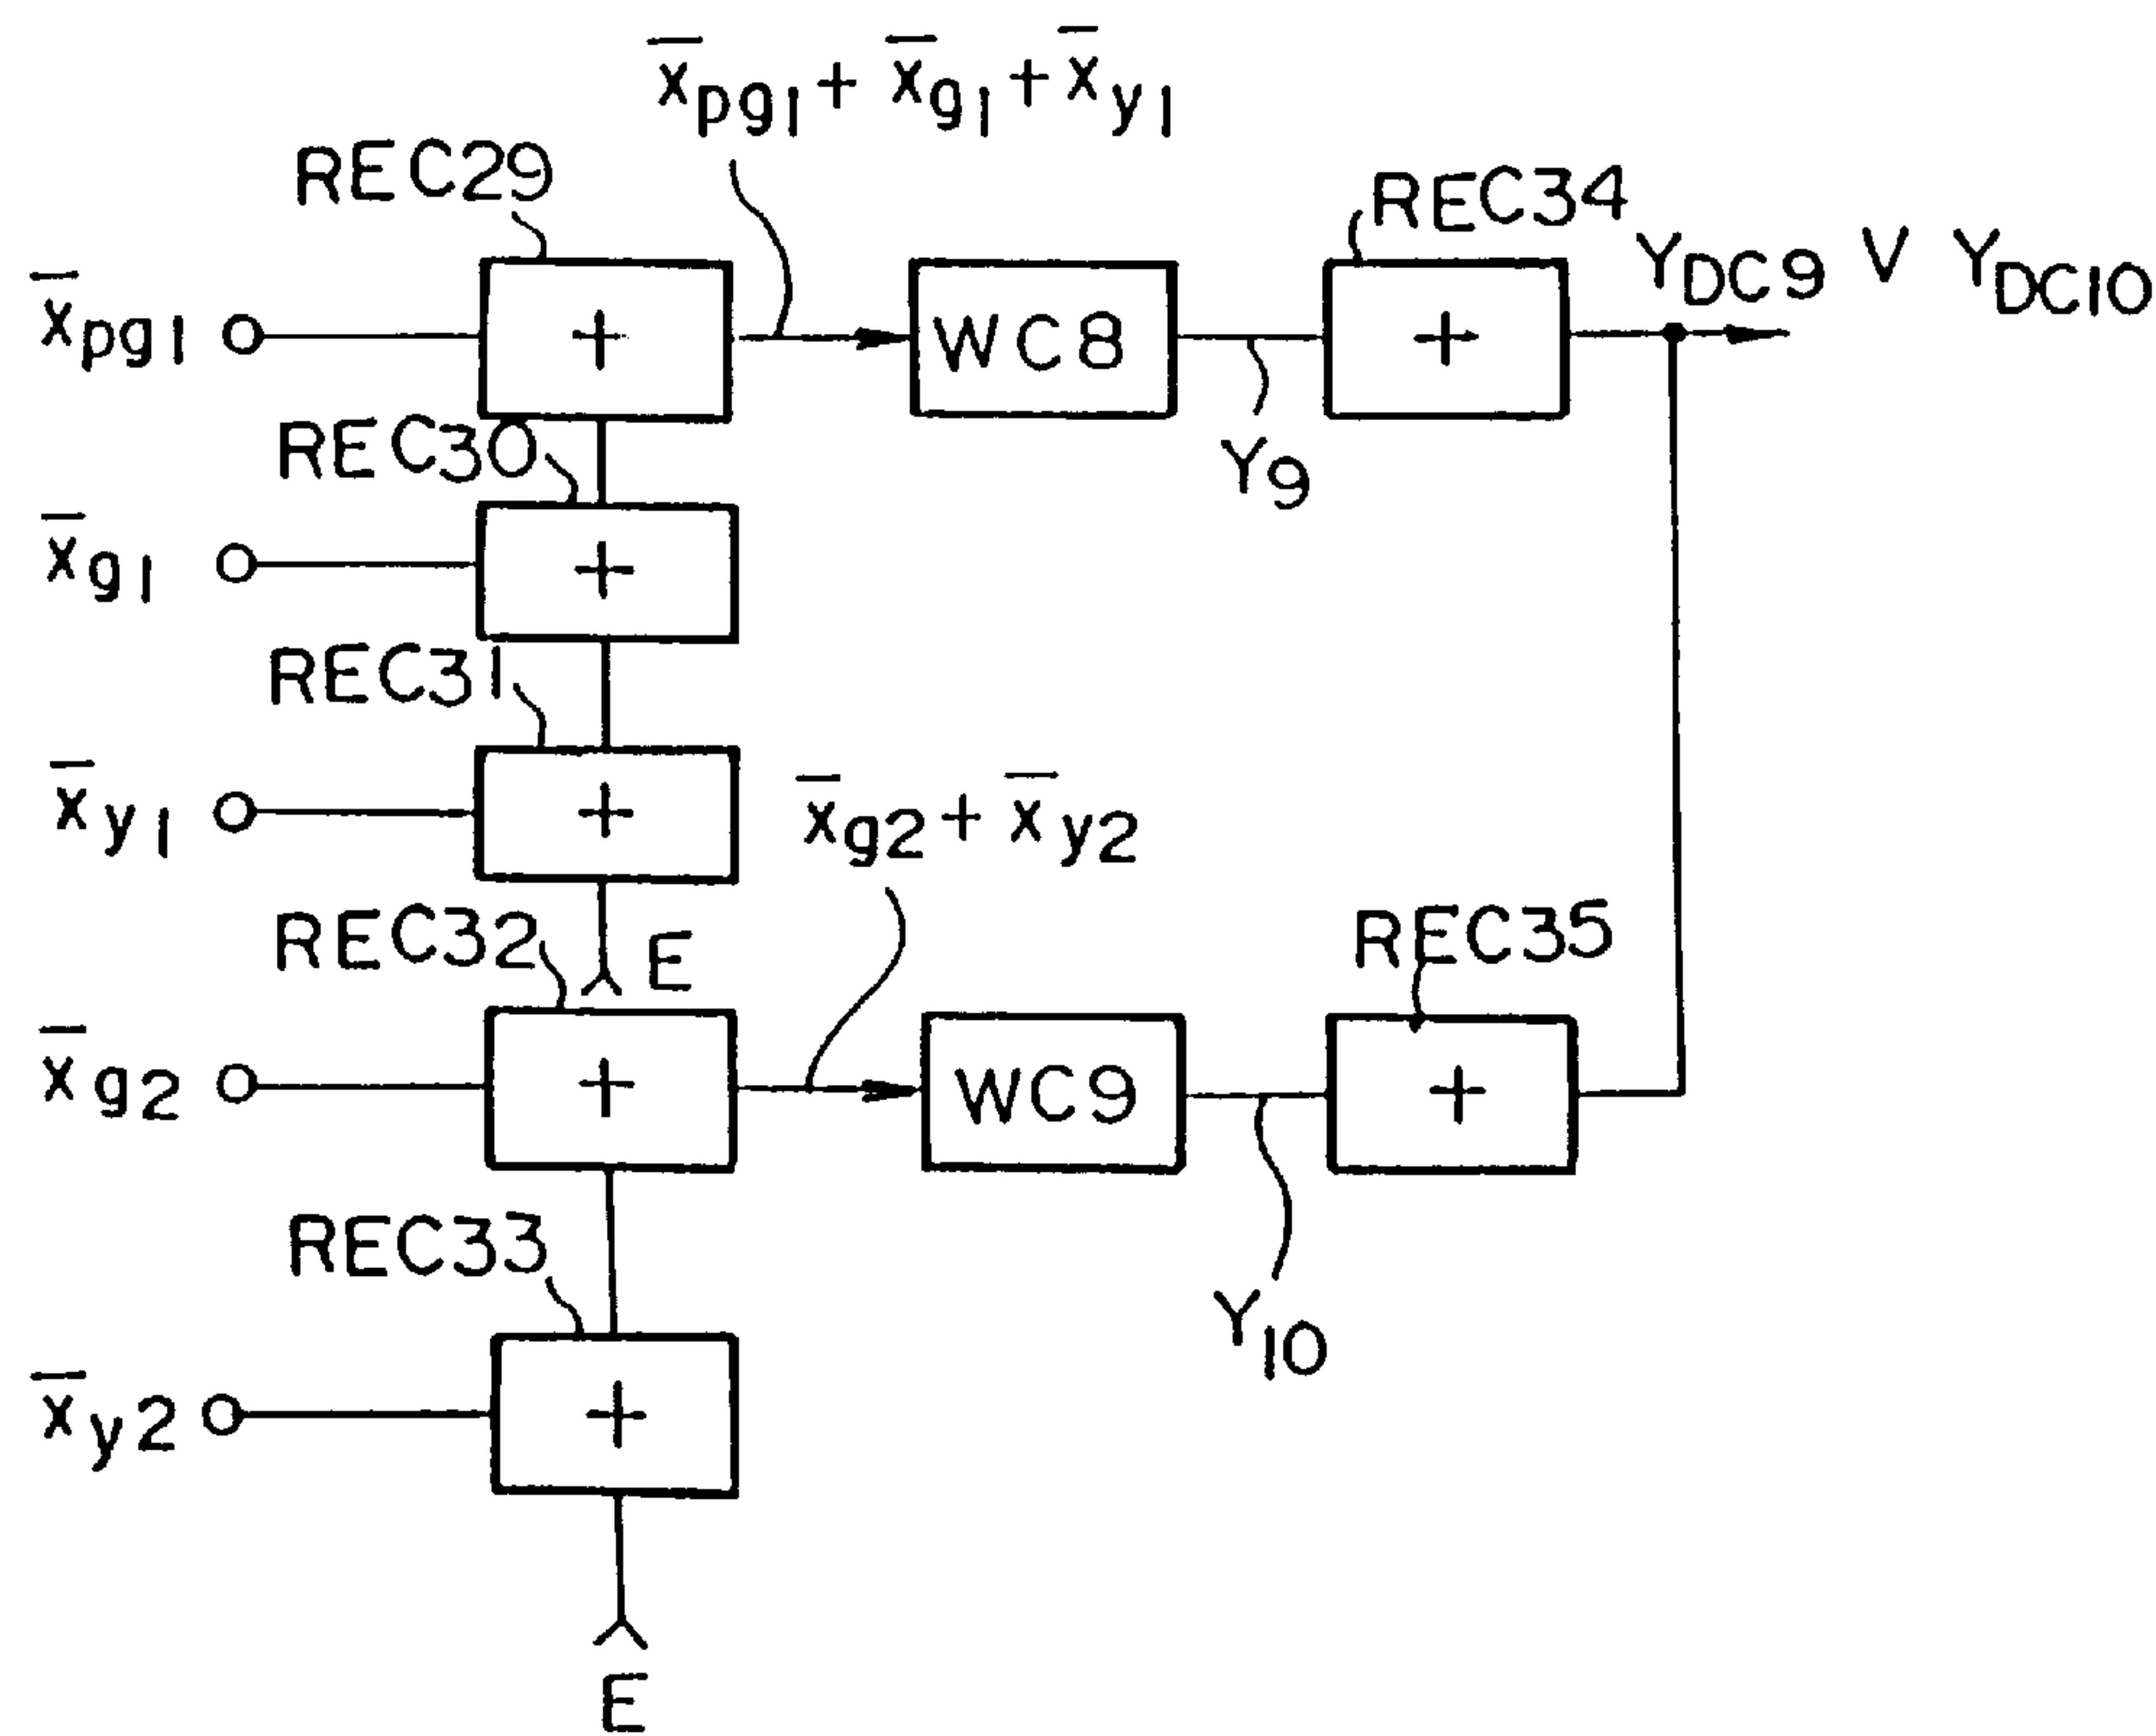 x̄pg1 + x̄g1 + x̄y1
REC29
REC34
YDC9 V YDC10
x̄pg1
+
WC8
+
REC30
Y9
x̄g1
+
REC31
x̄y1
+
x̄g2 + x̄y2
REC32
E
REC35
x̄g2
+
WC9
+
REC33
Y10
x̄y2
+
E